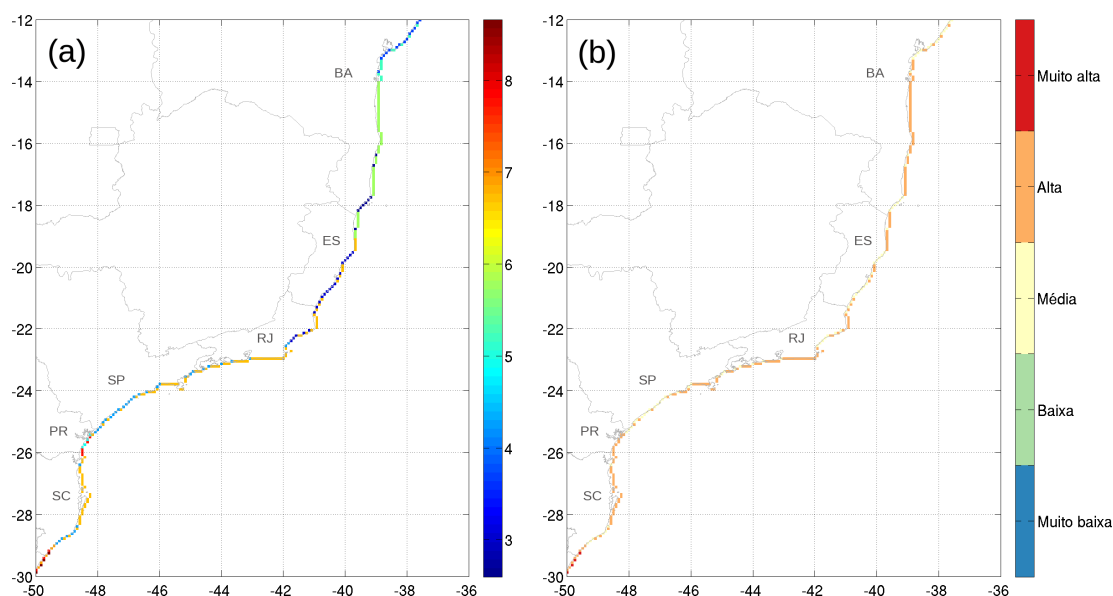 (a)
-12
-14
-16
-18
-20
-22
-24
-26
-28
-30
-50
-48
-46
-44
-42
-40
-38
-36
BA
ES
RJ
SP
PR
SC
8
7
6
5
4
3
(b)
-12
-14
-16
-18
-20
-22
-24
-26
-28
-30
-50
-48
-46
-44
-42
-40
-38
-36
BA
ES
RJ
SP
PR
SC
Muito alta
Alta
Média
Baixa
Muito baixa